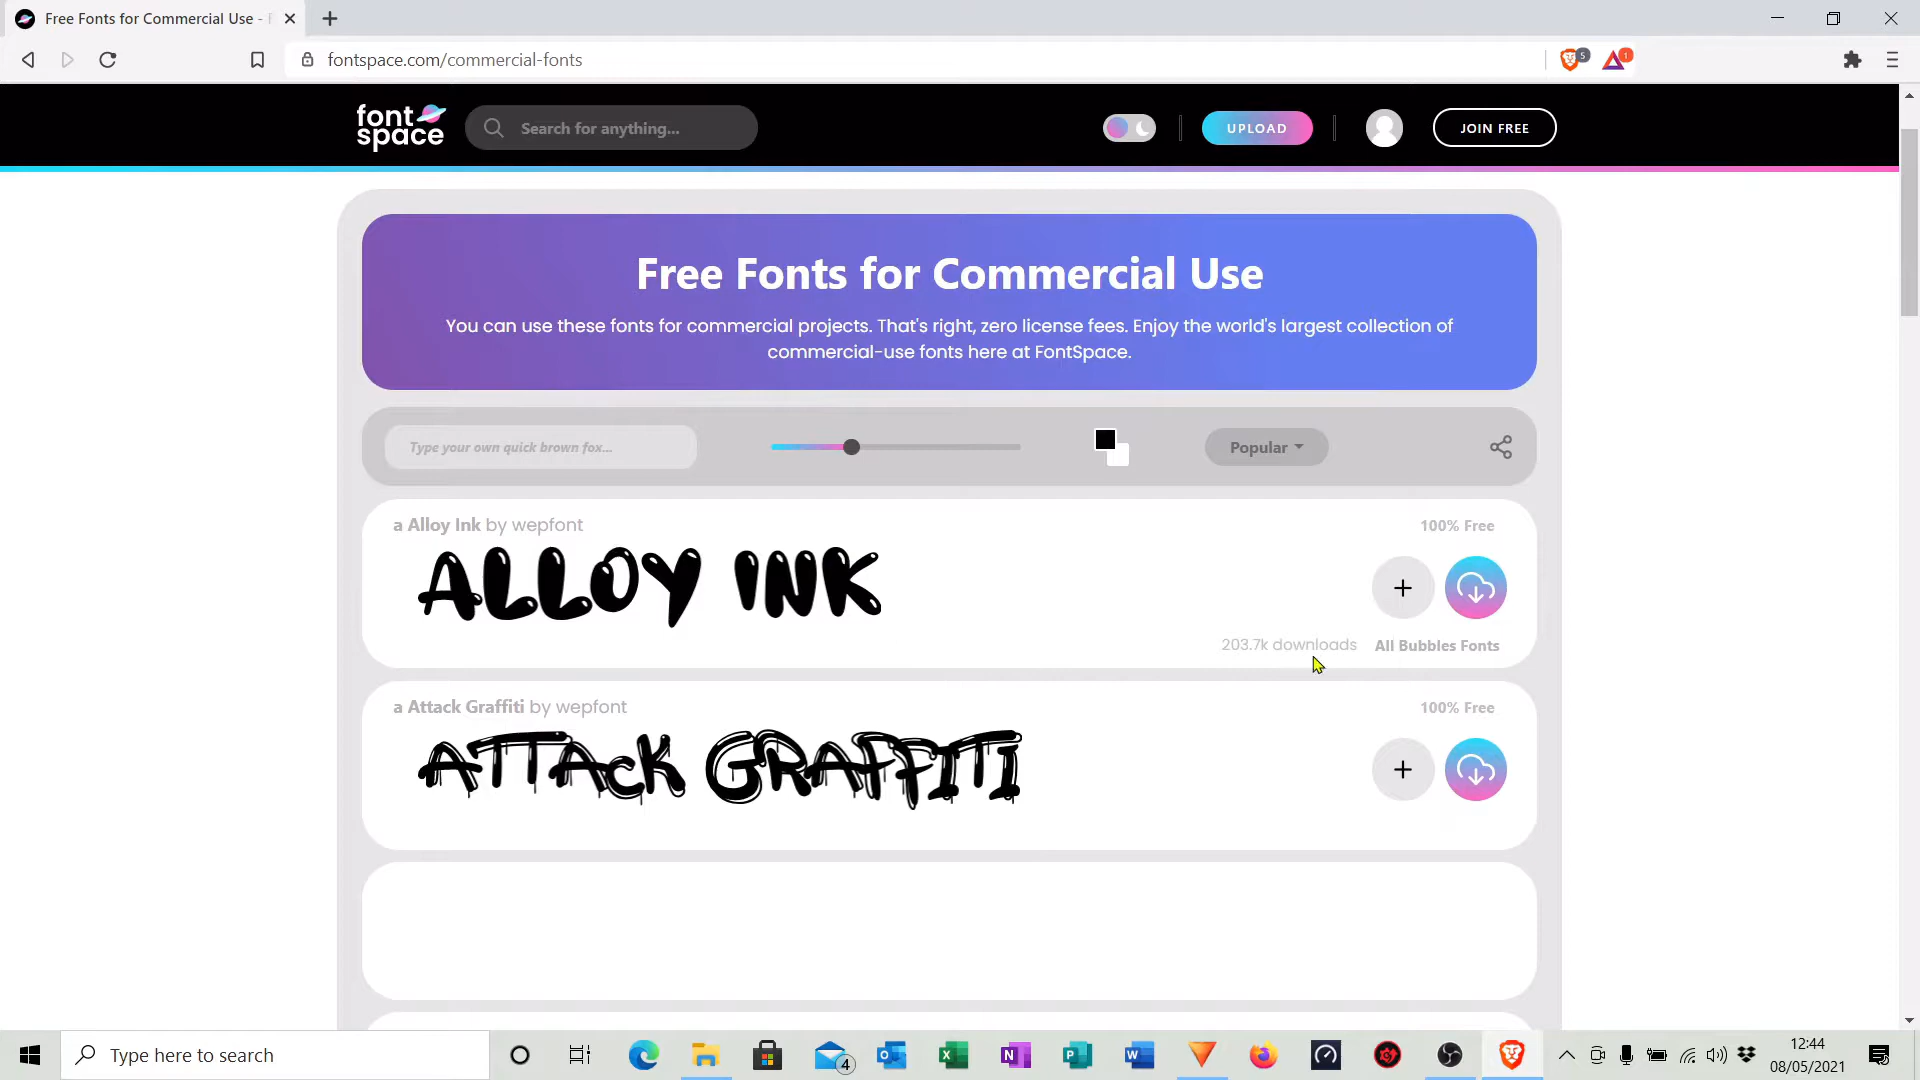 Free Fonts for Commercial Use - F
fontspace.com/commercial-fonts
5
1
font
space
Search for anything...
UPLOAD
JOIN FREE
Free Fonts for Commercial Use
You can use these fonts for commercial projects. That's right, zero license fees. Enjoy the world's largest collection of
commercial-use fonts here at FontSpace.
Type your own quick brown fox...
Popular
a Alloy Ink by wepfont
100% Free
ALLOY INK
203.7k downloads
All Bubbles Fonts
a Attack Graffiti by wepfont
100% Free
ATTACK GRAFFITI
Type here to search
4
12:44
08/05/2021